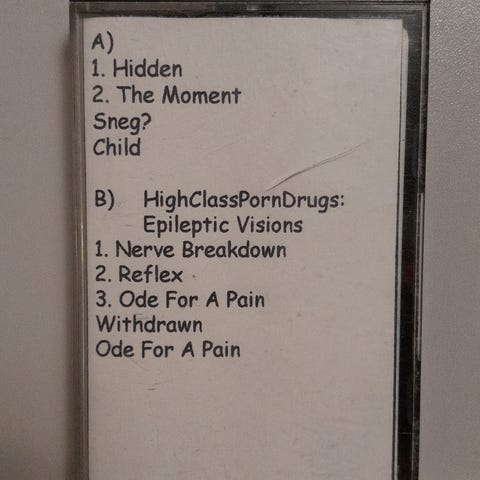 A)
1. Hidden
2. The Moment
Sneg?
Child
B) HighClassPornDrugs:
Epileptic Visions
1. Nerve Breakdown
2. Reflex
3. Ode For A Pain
Withdrawn
Ode For A Pain